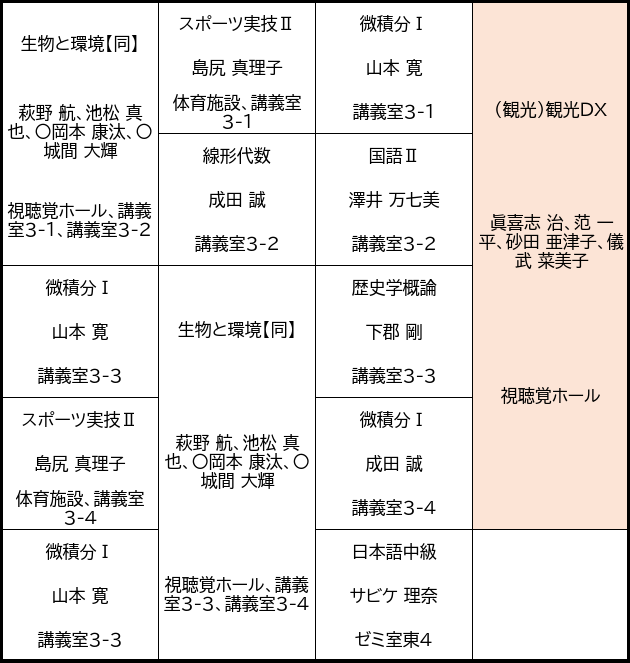 生物と環境【同】
萩野 航、池松 真
也、〇岡本 康汰、〇
城間 大輝
視聴覚ホール、講義
室3-1、講義室3-2
スポーツ実技Ⅱ
島尻 真理子
体育施設、講義室
3-1
線形代数
成田 誠
講義室3-2
微積分Ⅰ
山本 寛
講義室3-1
国語Ⅱ
澤井 万七美
講義室3-2
（観光）観光DX
眞喜志 治、范 一
平、砂田 亜津子、儀
武 菜美子
視聴覚ホール
微積分Ⅰ
山本 寛
講義室3-3
スポーツ実技Ⅱ
島尻 真理子
体育施設、講義室
3-4
微積分Ⅰ
山本 寛
講義室3-3
生物と環境【同】
萩野 航、池松 真
也、〇岡本 康汰、〇
城間 大輝
視聴覚ホール、講義
室3-3、講義室3-4
歴史学概論
下郡 剛
講義室3-3
微積分Ⅰ
成田 誠
講義室3-4
日本語中級
サビケ 理奈
ゼミ室東4